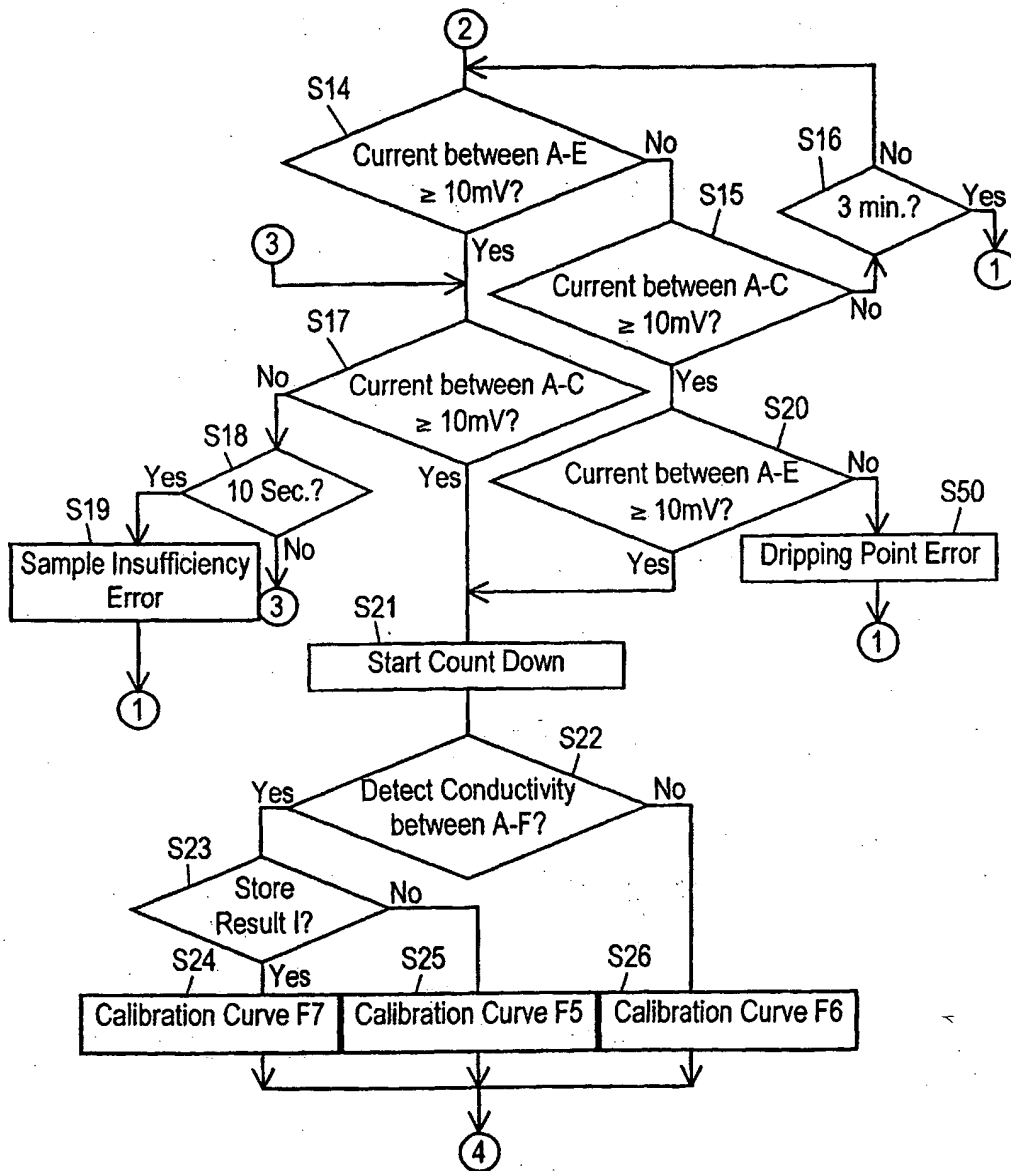 2
S14
Current between A-E
≥ 10mV?
No
Yes
S16
No
3 min.?
Yes
1
S15
Current between A-C
≥ 10mV?
No
Yes
3
S17
No
Current between A-C
≥ 10mV?
Yes
S18
Yes
10 Sec.?
No
3
S19
Sample Insufficiency
Error
1
S20
Current between A-E
≥ 10mV?
No
Yes
S50
Dripping Point Error
1
S21
Start Count Down
S22
Yes
Detect Conductivity
between A-F?
No
S23
Store
Result I?
No
Yes
S24
Calibration Curve F7
S25
Calibration Curve F5
S26
Calibration Curve F6
4